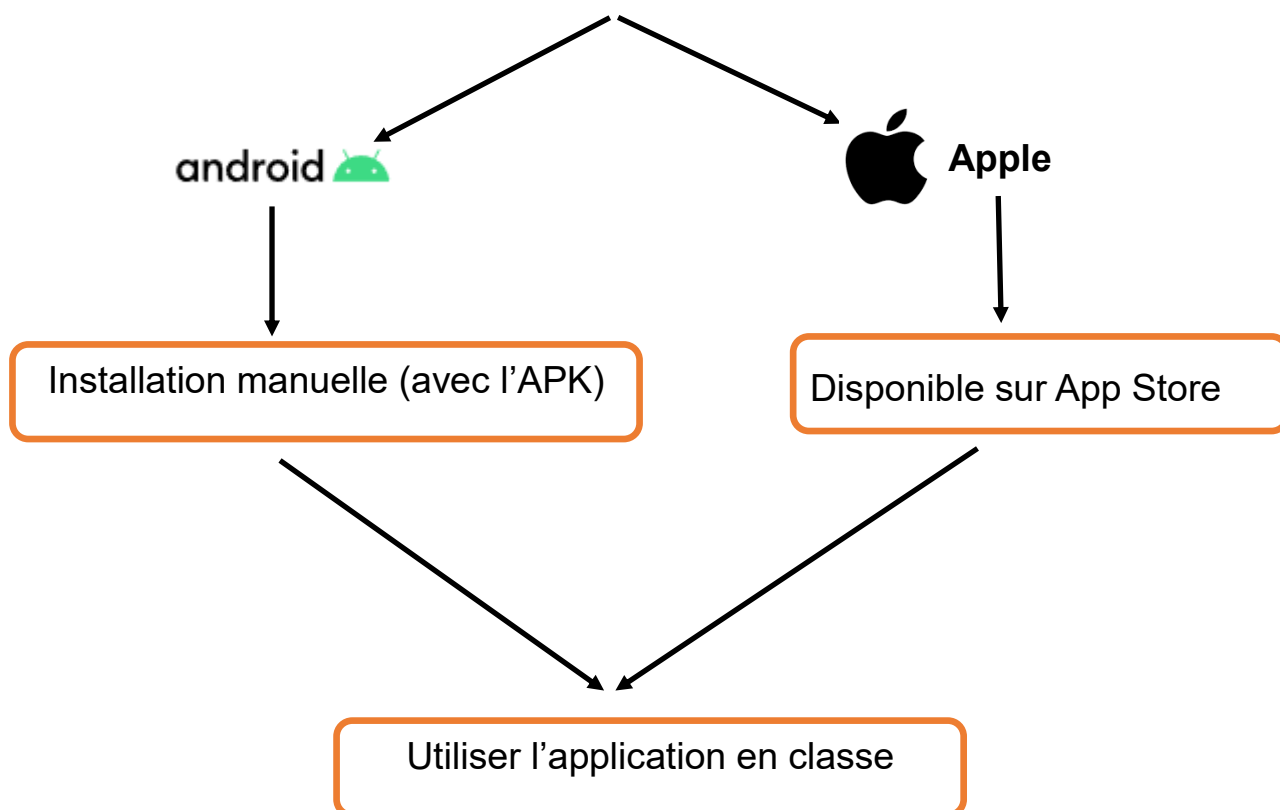 android
Apple
Installation manuelle (avec l’APK)
Disponible sur App Store
Utiliser l’application en classe